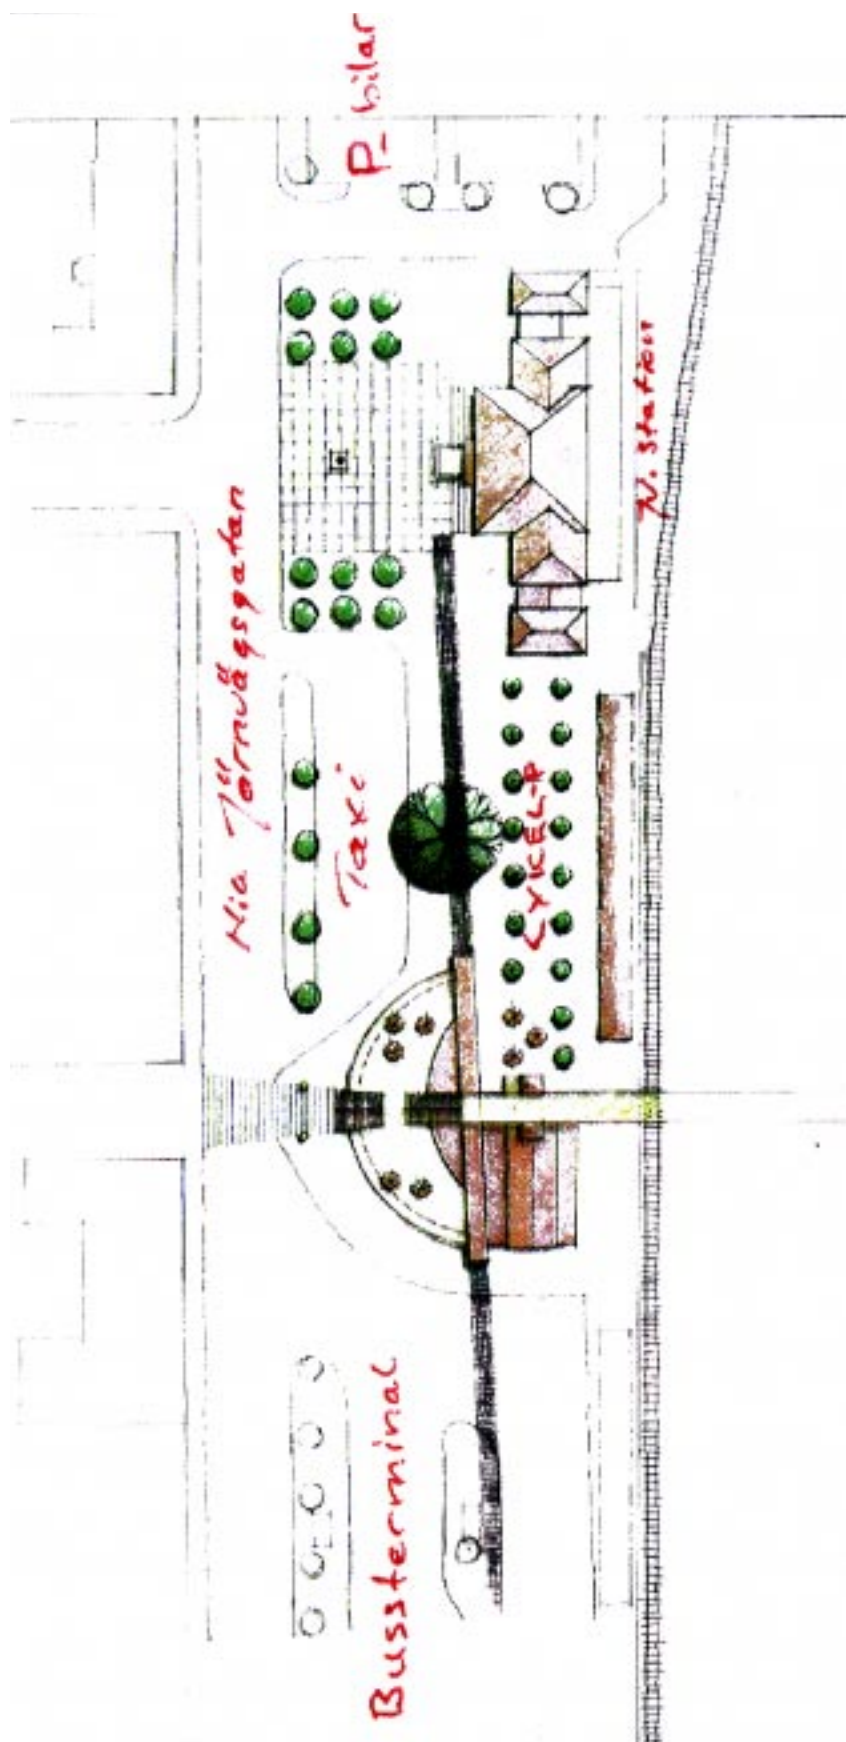 P- bilar
N. station
Nia Järnvägsgatan
Taxi
CYKEL-P
Bussterminal